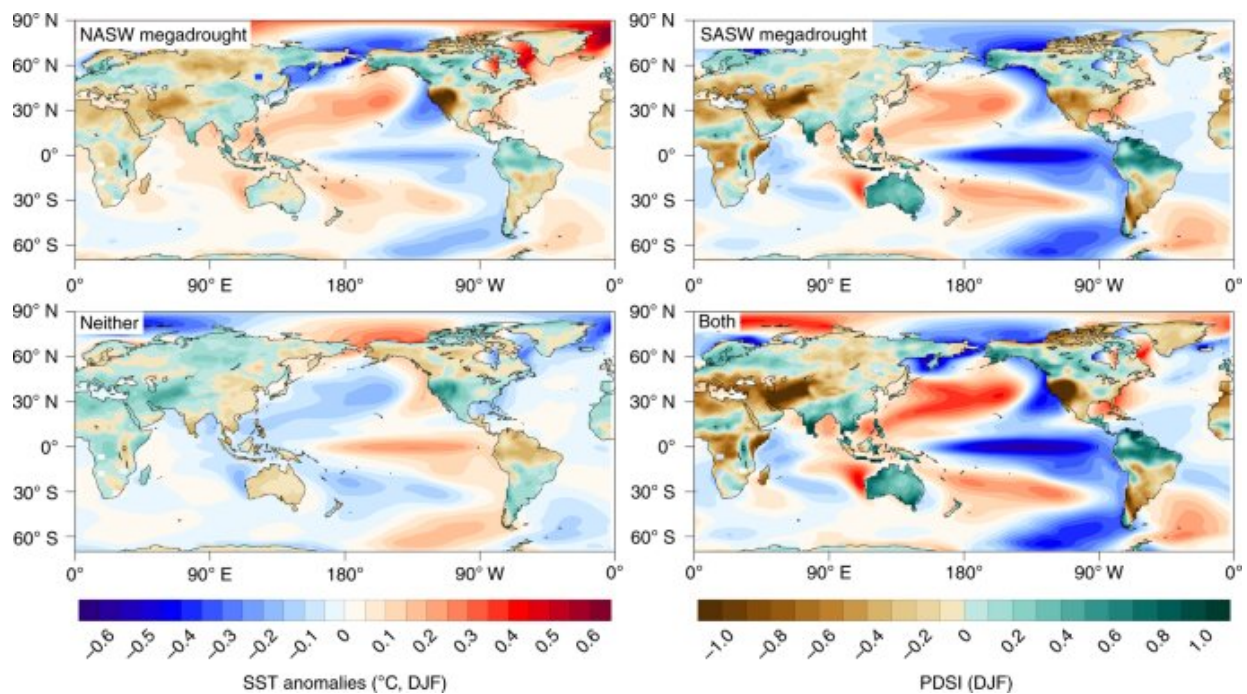 90° N
60° N
30° N
0°
30° S
60° S
NASW megadrought
0°
90° E
180°
90° W
0°
90° N
60° N
30° N
0°
30° S
60° S
SASW megadrought
0°
90° E
180°
90° W
0°
90° N
60° N
30° N
0°
30° S
60° S
Neither
0°
90° E
180°
90° W
0°
90° N
60° N
30° N
0°
30° S
60° S
Both
0°
90° E
180°
90° W
0°
−0.6 −0.5 −0.4 −0.3 −0.2 −0.1 0 0.1 0.2 0.3 0.4 0.5 0.6
SST anomalies (°C, DJF)
−1.0 −0.8 −0.6 −0.4 −0.2 0 0.2 0.4 0.6 0.8 1.0
PDSI (DJF)